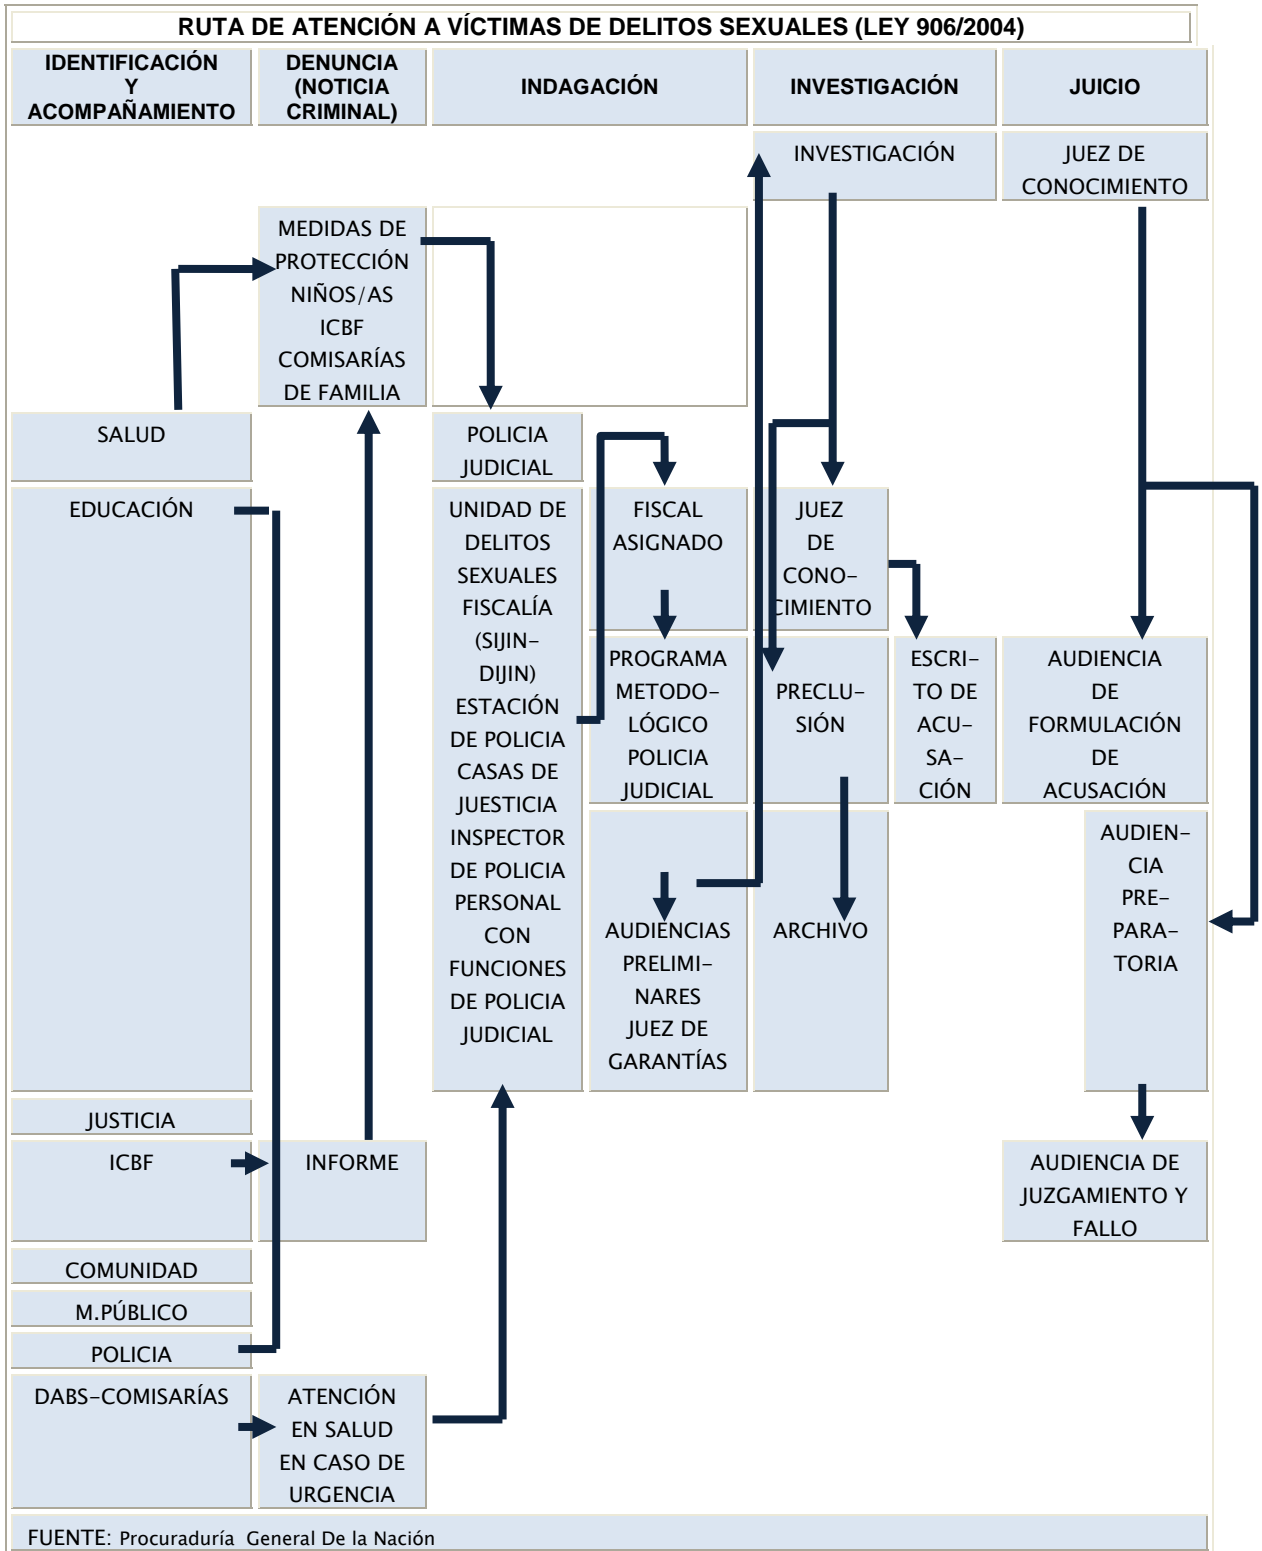 RUTA DE ATENCIÓN A VÍCTIMAS DE DELITOS SEXUALES (LEY 906/2004)
IDENTIFICACIÓN
Y
ACOMPAÑAMIENTO
DENUNCIA
(NOTICIA
CRIMINAL)
INDAGACIÓN
INVESTIGACIÓN
JUICIO
INVESTIGACIÓN
JUEZ DE
CONOCIMIENTO
MEDIDAS DE
PROTECCIÓN
NIÑOS/AS
ICBF
COMISARÍAS
DE FAMILIA
SALUD
POLICIA
JUDICIAL
EDUCACIÓN
UNIDAD DE
DELITOS
SEXUALES
FISCALÍA
(SIJIN-
DIJIN)
ESTACIÓN
DE POLICIA
CASAS DE
JUESTICIA
INSPECTOR
DE POLICIA
PERSONAL
CON
FUNCIONES
DE POLICIA
JUDICIAL
FISCAL
ASIGNADO
JUEZ
DE
CONO-
CIMIENTO
PROGRAMA
METODO-
LÓGICO
POLICIA
JUDICIAL
PRECLU-
SIÓN
ESCRI-
TO DE
ACU-
SA-
CIÓN
AUDIENCIA
DE
FORMULACIÓN
DE
ACUSACIÓN
AUDIENCIAS
PRELIMI-
NARES
JUEZ DE
GARANTÍAS
ARCHIVO
AUDIEN-
CIA
PRE-
PARA-
TORIA
JUSTICIA
ICBF
INFORME
AUDIENCIA DE
JUZGAMIENTO Y
FALLO
COMUNIDAD
M.PÚBLICO
POLICIA
DABS-COMISARÍAS
ATENCIÓN
EN SALUD
EN CASO DE
URGENCIA
FUENTE: Procuraduría General De la Nación